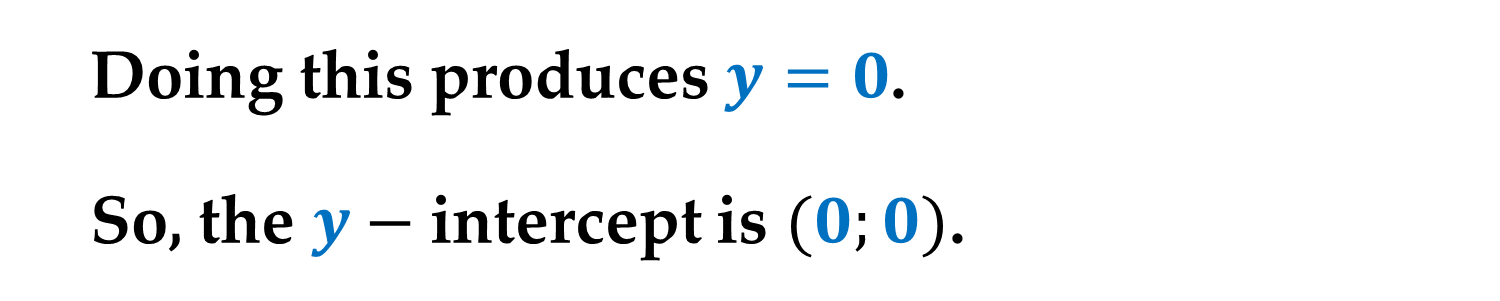 Doing this produces y = 0.
So, the y − intercept is (0; 0).